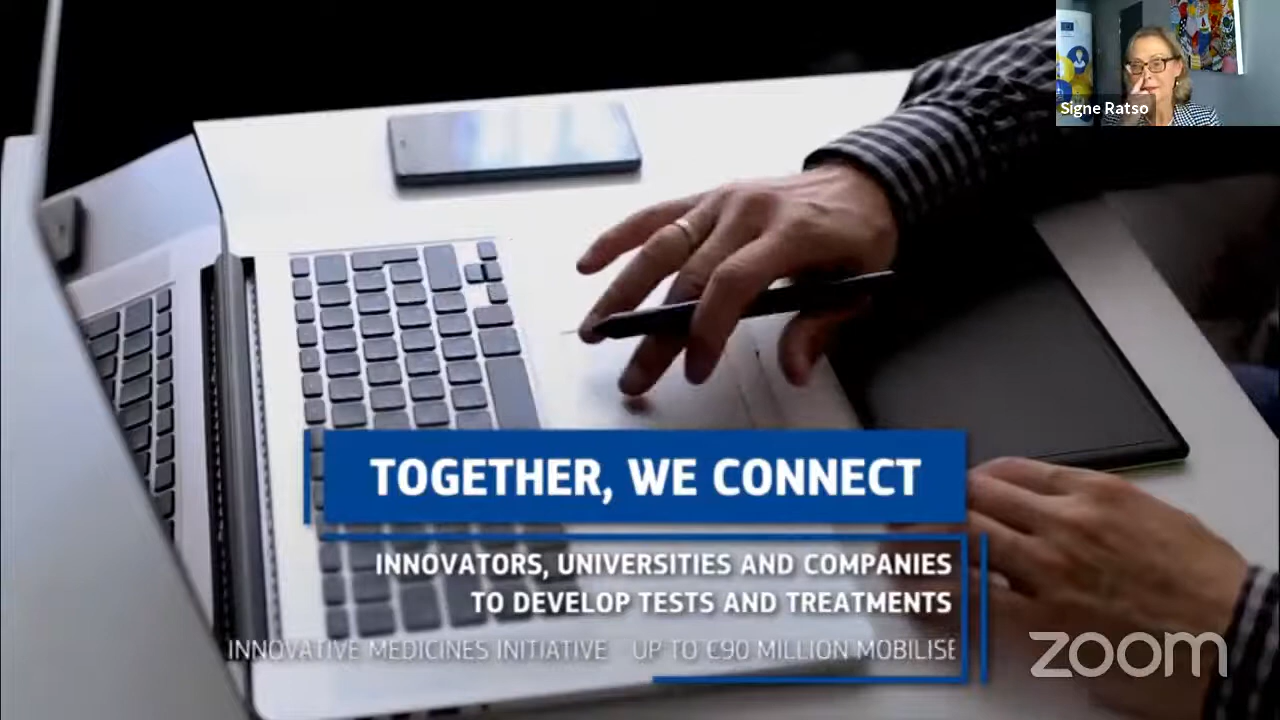 Signe Ratso
TOGETHER, WE CONNECT
INNOVATORS, UNIVERSITIES AND COMPANIES
TO DEVELOP TESTS AND TREATMENTS
INNOVATIVE MEDICINES INITIATIVE UP TO €90 MILLION MOBILISE
zoom